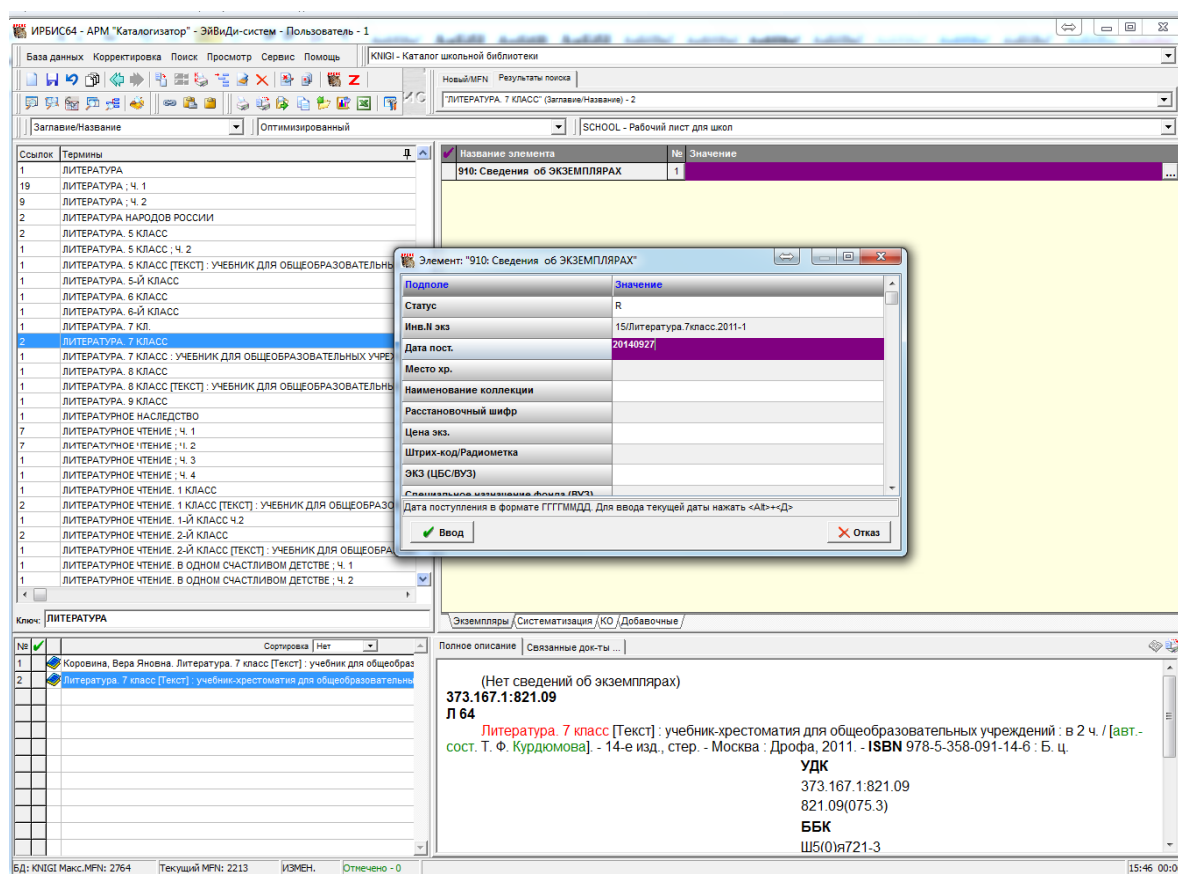 ИРБИС64 - АРМ "Каталогизатор" - ЭйВиДи-систем - Пользователь - 1
База данных Корректировка Поиск Просмотр Сервис Помощь
KNIGI - Каталог школьной библиотеки
Новый/MFN Результаты поиска
"ЛИТЕРАТУРА. 7 КЛАСС" (Заглавие/Название) - 2
Заглавие/Название
Оптимизированный
SCHOOL - Рабочий лист для школ
Ссылок Термины
1 ЛИТЕРАТУРА
19 ЛИТЕРАТУРА ; Ч. 1
9 ЛИТЕРАТУРА ; Ч. 2
2 ЛИТЕРАТУРА НАРОДОВ РОССИИ
2 ЛИТЕРАТУРА. 5 КЛАСС
1 ЛИТЕРАТУРА. 5 КЛАСС ; Ч. 2
1 ЛИТЕРАТУРА. 5 КЛАСС [ТЕКСТ] : УЧЕБНИК ДЛЯ ОБЩЕОБРАЗОВАТЕЛЬНЬ
1 ЛИТЕРАТУРА. 5-Й КЛАСС
1 ЛИТЕРАТУРА. 6 КЛАСС
1 ЛИТЕРАТУРА. 6-Й КЛАСС
1 ЛИТЕРАТУРА. 7 КЛ.
2 ЛИТЕРАТУРА. 7 КЛАСС
1 ЛИТЕРАТУРА. 7 КЛАСС : УЧЕБНИК ДЛЯ ОБЩЕОБРАЗОВАТЕЛЬНЫХ УЧРЕЖ
1 ЛИТЕРАТУРА. 8 КЛАСС
1 ЛИТЕРАТУРА. 8 КЛАСС [ТЕКСТ] : УЧЕБНИК ДЛЯ ОБЩЕОБРАЗОВАТЕЛЬНЬ
1 ЛИТЕРАТУРА. 9 КЛАСС
1 ЛИТЕРАТУРНОЕ НАСЛЕДСТВО
7 ЛИТЕРАТУРНОЕ ЧТЕНИЕ ; Ч. 1
7 ЛИТЕРАТУРНОЕ ЧТЕНИЕ ; Ч. 2
1 ЛИТЕРАТУРНОЕ ЧТЕНИЕ ; Ч. 3
1 ЛИТЕРАТУРНОЕ ЧТЕНИЕ ; Ч. 4
1 ЛИТЕРАТУРНОЕ ЧТЕНИЕ. 1 КЛАСС
2 ЛИТЕРАТУРНОЕ ЧТЕНИЕ. 1 КЛАСС [ТЕКСТ] : УЧЕБНИК ДЛЯ ОБЩЕОБРАЗО
1 ЛИТЕРАТУРНОЕ ЧТЕНИЕ. 1-Й КЛАСС Ч.2
2 ЛИТЕРАТУРНОЕ ЧТЕНИЕ. 2-Й КЛАСС
1 ЛИТЕРАТУРНОЕ ЧТЕНИЕ. 2-Й КЛАСС [ТЕКСТ] : УЧЕБНИК ДЛЯ ОБЩЕОБРА
1 ЛИТЕРАТУРНОЕ ЧТЕНИЕ. В ОДНОМ СЧАСТЛИВОМ ДЕТСТВЕ ; Ч. 1
1 ЛИТЕРАТУРНОЕ ЧТЕНИЕ. В ОДНОМ СЧАСТЛИВОМ ДЕТСТВЕ ; Ч. 2
Ключ: ЛИТЕРАТУРА
Название элемента № Значение
910: Сведения об ЭКЗЕМПЛЯРАХ 1 ...
Элемент: "910: Сведения об ЭКЗЕМПЛЯРАХ"
Подполе Значение
Статус R
Инв.N экз 15/Литература.7класс.2011-1
Дата пост. 20140927
Место хр.
Наименование коллекции
Расстановочный шифр
Цена экз.
Штрих-код/Радиометка
ЭКЗ (ЦБС/ВУЗ)
Специальное назначение фонда (ВУЗ)
Дата поступления в формате ГГГГММДД. Для ввода текущей даты нажать <Alt>+<Д>
Ввод Отказ
Экземпляры Систематизация КО Добавочные
№ Сортировка Нет
1 Коровина, Вера Яновна. Литература. 7 класс [Текст] : учебник для общеобраз
2 Литература. 7 класс [Текст] : учебник-хрестоматия для общеобразовательны
Полное описание Связанные док-ты ...
(Нет сведений об экземплярах)
373.167.1:821.09
Л 64
Литература. 7 класс [Текст] : учебник-хрестоматия для общеобразовательных учреждений : в 2 ч. / [авт.-
сост. Т. Ф. Курдюмова]. - 14-е изд., стер. - Москва : Дрофа, 2011. - ISBN 978-5-358-091-14-6 : Б. ц.
УДК
373.167.1:821.09
821.09(075.3)
ББК
Ш5(0)я721-3
БД: KNIGI Макс.MFN: 2764 Текущий MFN: 2213 ИЗМЕН. Отмечено - 0 15:46 00:0